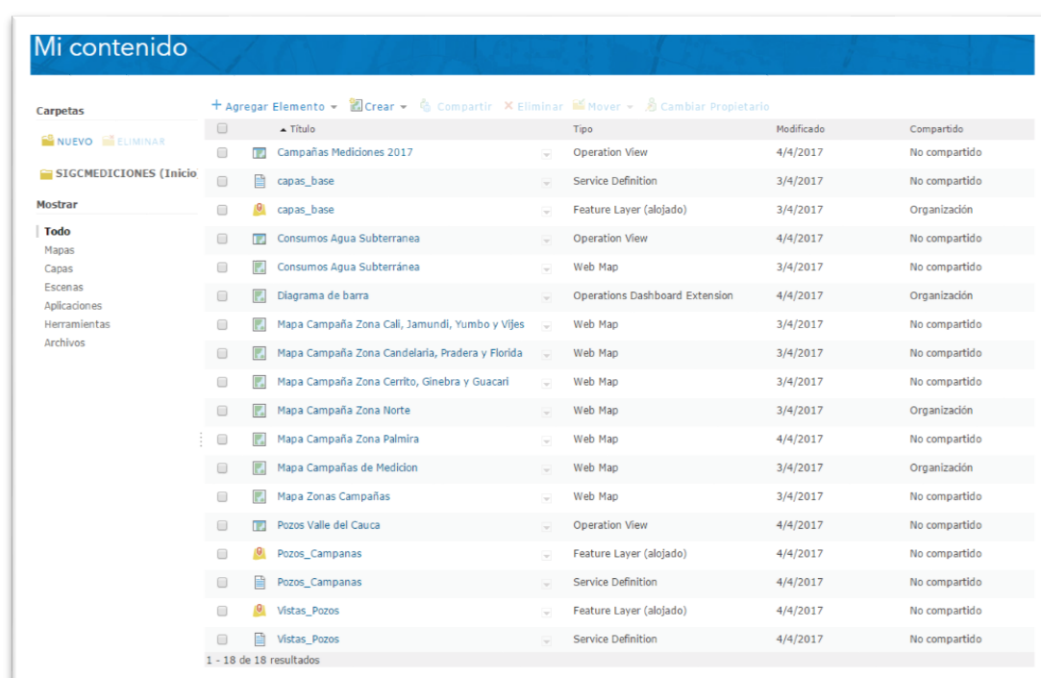 Mi contenido
Carpetas
NUEVO ELIMINAR
SIGCMEDICIONES (Inicio)
Mostrar
Todo
Mapas
Capas
Escenas
Aplicaciones
Herramientas
Archivos
+ Agregar Elemento Crear Compartir × Eliminar Mover Cambiar Propietario
Título Tipo Modificado Compartido
Campañas Mediciones 2017 Operation View 4/4/2017 No compartido
capas_base Service Definition 3/4/2017 No compartido
capas_base Feature Layer (alojado) 3/4/2017 Organización
Consumos Agua Subterranea Operation View 4/4/2017 No compartido
Consumos Agua Subterránea Web Map 3/4/2017 No compartido
Diagrama de barra Operations Dashboard Extension 4/4/2017 Organización
Mapa Campaña Zona Cali, Jamundi, Yumbo y Vijes Web Map 3/4/2017 No compartido
Mapa Campaña Zona Candelaria, Pradera y Florida Web Map 3/4/2017 No compartido
Mapa Campaña Zona Cerrito, Ginebra y Guacari Web Map 3/4/2017 No compartido
Mapa Campaña Zona Norte Web Map 3/4/2017 Organización
Mapa Campaña Zona Palmira Web Map 4/4/2017 No compartido
Mapa Campañas de Medicion Web Map 3/4/2017 Organización
Mapa Zonas Campañas Web Map 3/4/2017 No compartido
Pozos Valle del Cauca Operation View 4/4/2017 No compartido
Pozos_Campanas Feature Layer (alojado) 4/4/2017 No compartido
Pozos_Campanas Service Definition 4/4/2017 No compartido
Vistas_Pozos Feature Layer (alojado) 4/4/2017 No compartido
Vistas_Pozos Service Definition 4/4/2017 No compartido
1 - 18 de 18 resultados